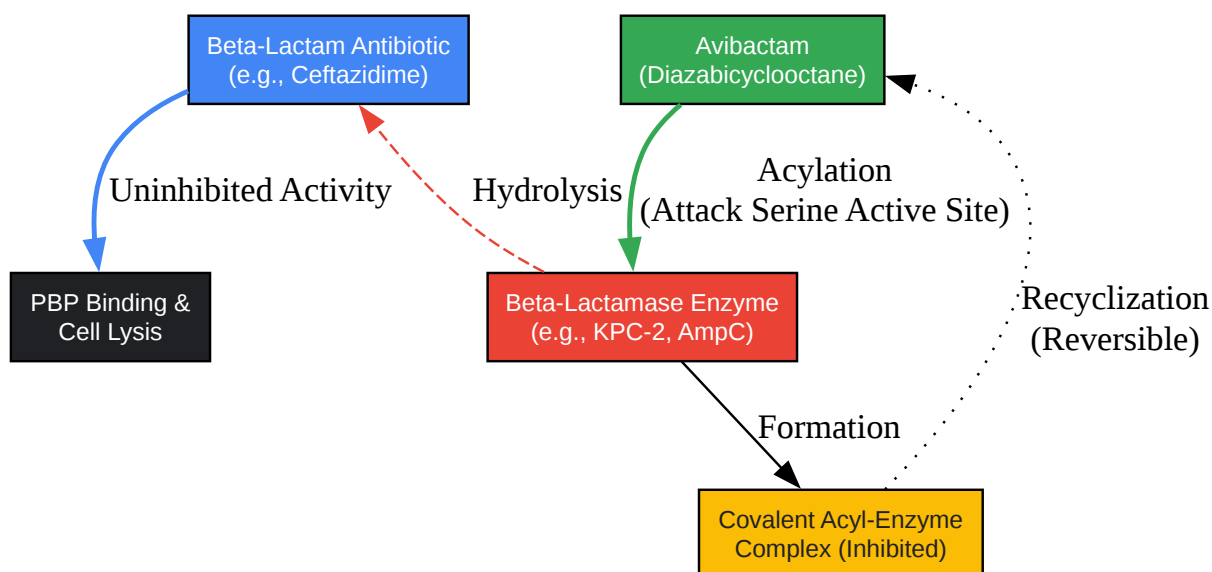 Beta-Lactam Antibiotic
(e.g., Ceftazidime)
Avibactam
(Diazabicyclooctane)
Uninhibited Activity
Hydrolysis
Acylation
(Attack Serine Active Site)
PBP Binding &
Cell Lysis
Beta-Lactamase Enzyme
(e.g., KPC-2, AmpC)
Recyclization
(Reversible)
Formation
Covalent Acyl-Enzyme
Complex (Inhibited)